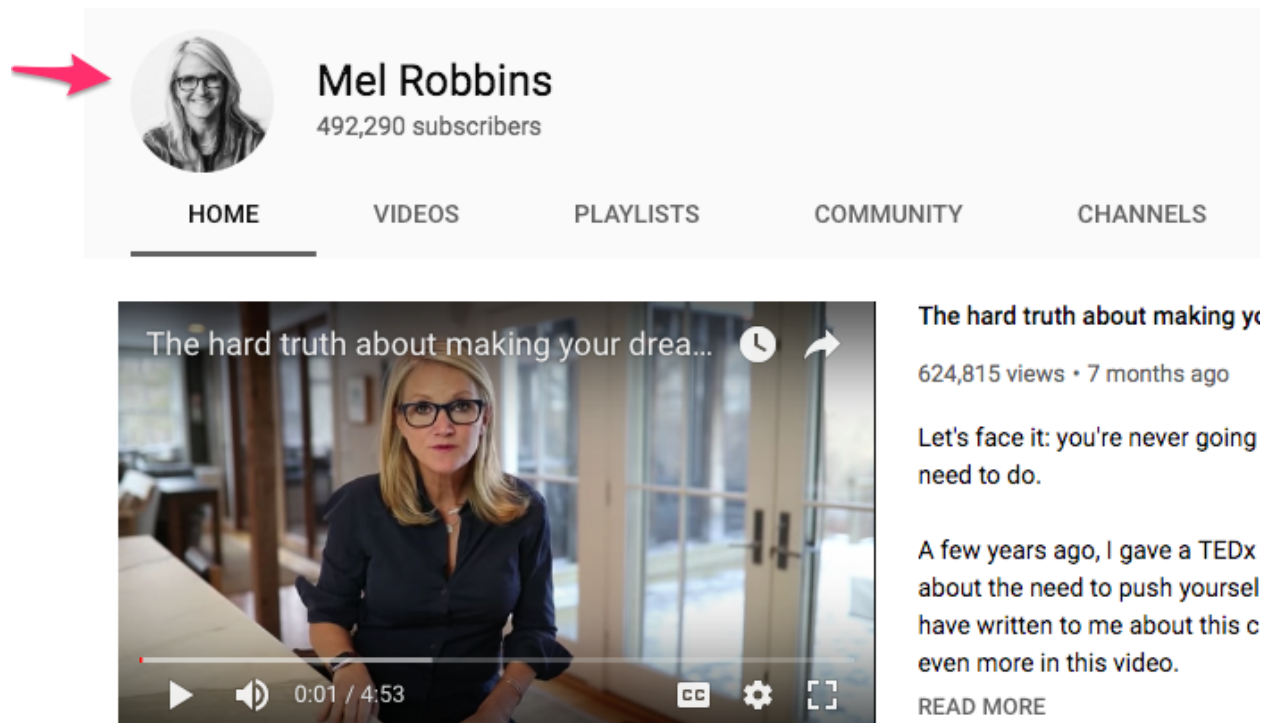 Mel Robbins
492,290 subscribers
HOME VIDEOS PLAYLISTS COMMUNITY CHANNELS
The hard truth about making your drea...
0:01 / 4:53
CC
The hard truth about making yo
624,815 views • 7 months ago
Let's face it: you're never going
need to do.
A few years ago, I gave a TEDx
about the need to push yoursel
have written to me about this c
even more in this video.
READ MORE